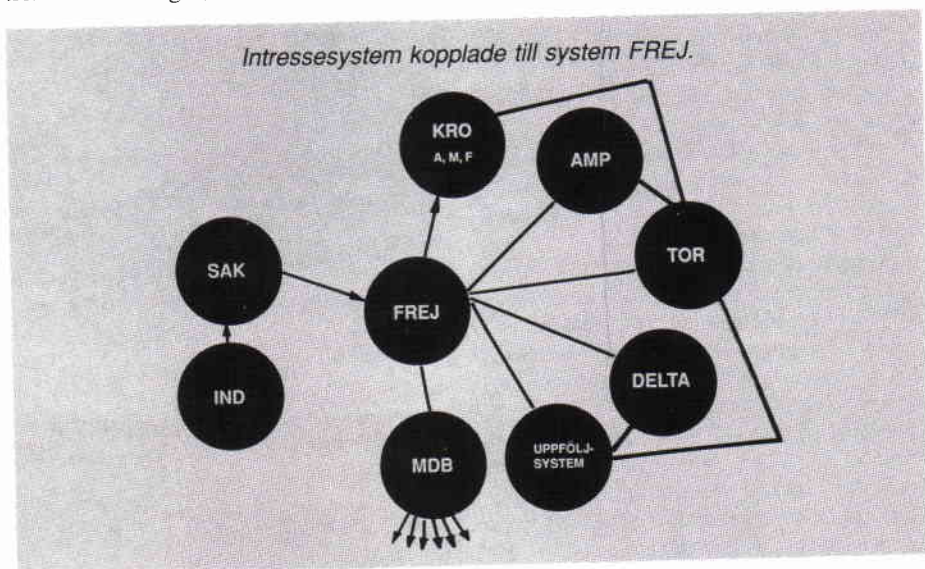 Intressesystem kopplade till system FREJ.
KRO
A, M, F
AMP
TOR
SAK
FREJ
IND
DELTA
MDB
UPPFÖLJ-
SYSTEM